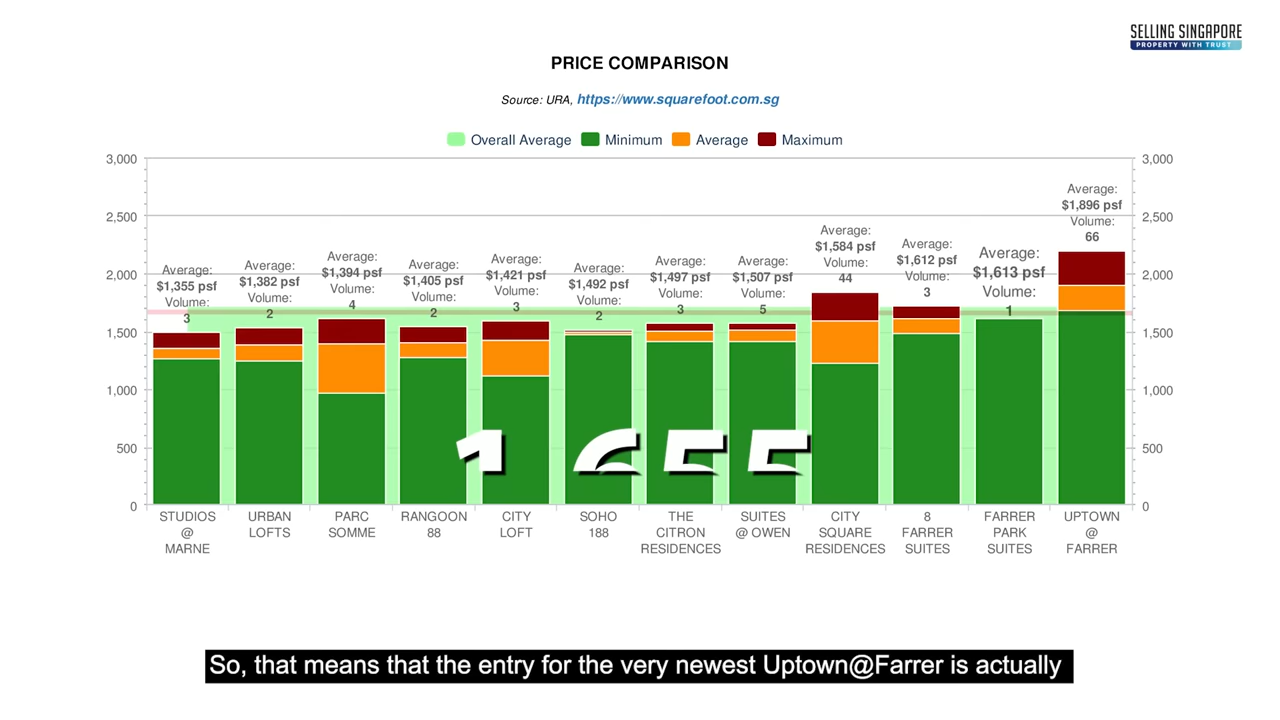 SELLING SINGAPORE
PROPERTY WITH TRUST
PRICE COMPARISON
Source: URA, https://www.squarefoot.com.sg
Overall Average Minimum Average Maximum
3,000
2,500
2,000
1,500
1,000
500
0
3,000
2,500
2,000
1,500
1,000
500
0
Average:
$1,355 psf
Volume:
3
Average:
$1,382 psf
Volume:
2
Average:
$1,394 psf
Volume:
4
Average:
$1,405 psf
Volume:
2
Average:
$1,421 psf
Volume:
3
Average:
$1,492 psf
Volume:
2
Average:
$1,497 psf
Volume:
3
Average:
$1,507 psf
Volume:
5
Average:
$1,584 psf
Volume:
44
Average:
$1,612 psf
Volume:
3
Average:
$1,613 psf
Volume:
1
Average:
$1,896 psf
Volume:
66
1,655
STUDIOS
@
MARNE
URBAN
LOFTS
PARC
SOMME
RANGOON
88
CITY
LOFT
SOHO
188
THE
CITRON
RESIDENCES
SUITES
@ OWEN
CITY
SQUARE
RESIDENCES
8
FARRER
SUITES
FARRER
PARK
SUITES
UPTOWN
@
FARRER
So, that means that the entry for the very newest Uptown@Farrer is actually